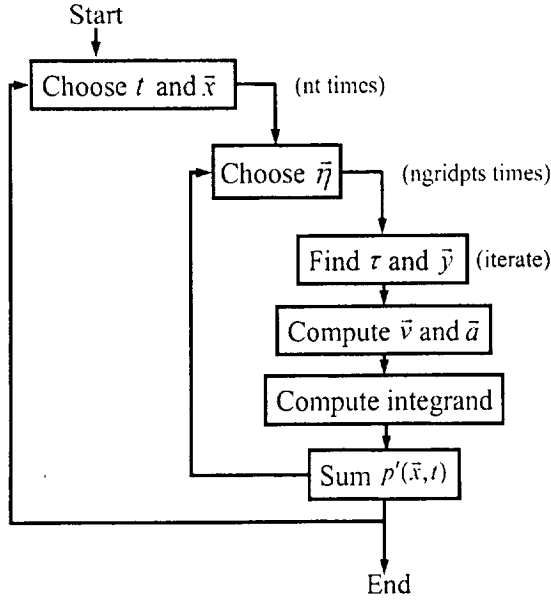 Start
Choose t and x⃗
(nt times)
Choose η⃗
(ngridpts times)
Find τ and y⃗
(iterate)
Compute v⃗ and a⃗
Compute integrand
Sum p′(x⃗,t)
End